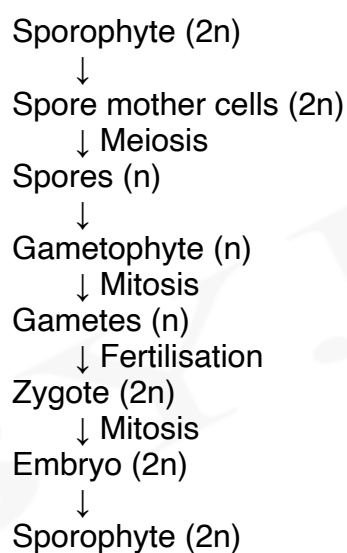 Sporophyte (2n)
↓
Spore mother cells (2n)
↓ Meiosis
Spores (n)
↓
Gametophyte (n)
↓ Mitosis
Gametes (n)
↓ Fertilisation
Zygote (2n)
↓ Mitosis
Embryo (2n)
↓
Sporophyte (2n)